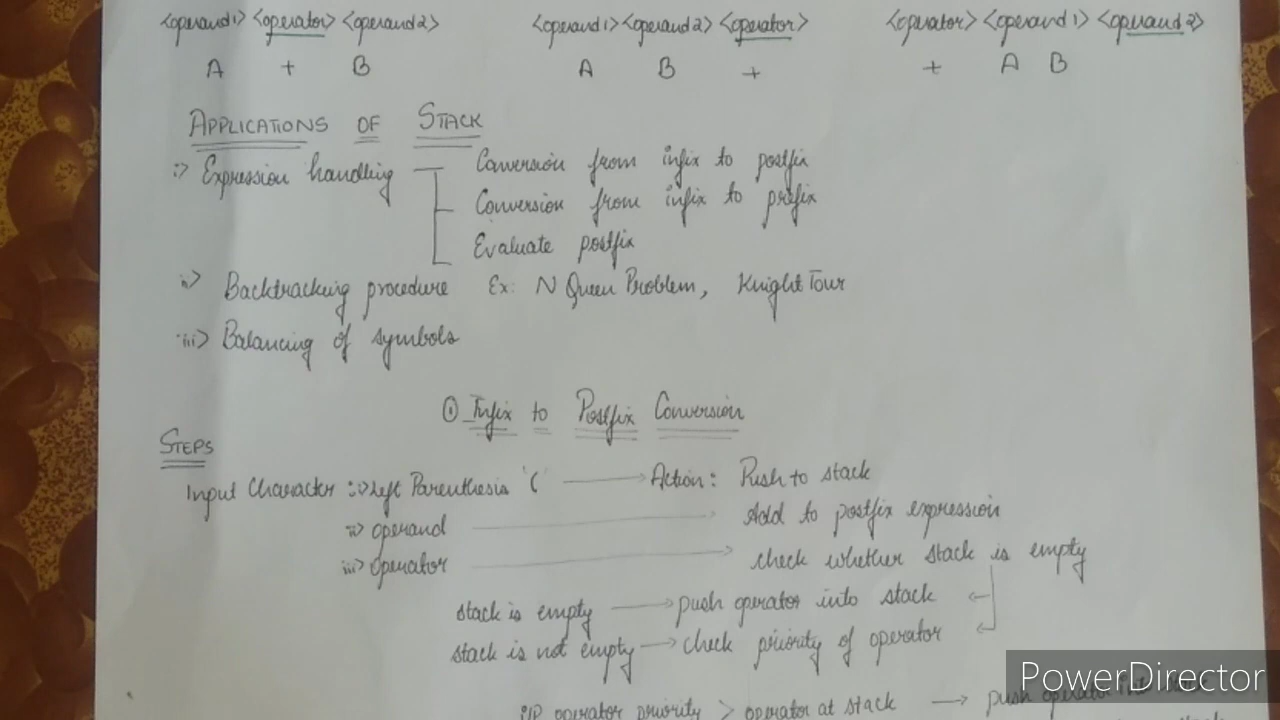 <operand1> <operator> <operand2> <operand1> <operand2> <operator> <operator> <operand1> <operand2>
A + B A B + + A B
APPLICATIONS OF STACK
i> Expression handling Conversion from infix to postfix
Conversion from infix to prefix
Evaluate postfix
ii> Backtracking procedure Ex: N Queen Problem, Knight Tour
iii> Balancing of symbols
① Infix to Postfix Conversion
STEPS
Input Character : i> Left Parenthesis '(' → Action : Push to stack
ii> operand → Add to postfix expression
iii> operator → check whether stack is empty
stack is empty → push operator into stack ←
stack is not empty → check priority of operator ←
I/P operator priority > operator at stack → push operator into
PowerDirector